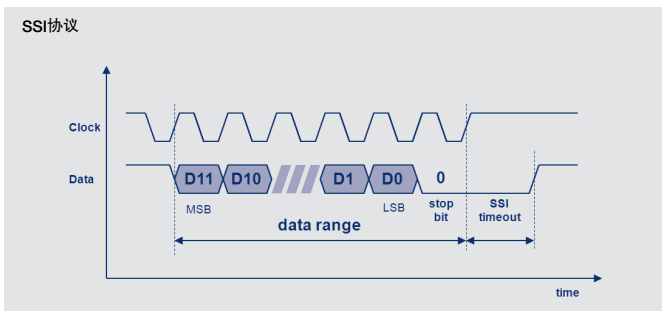 SSI协议
Clock
Data
D11
D10
D1
D0
0
MSB
LSB
stop
bit
SSI
timeout
data range
time